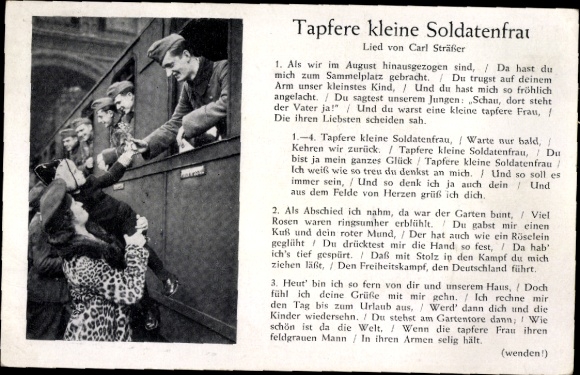 Tapfere kleine Soldatenfrau
Lied von Carl Sträßer
1. Als wir im August hinausgezogen sind, / Da hast du
mich zum Sammelplatz gebracht. / Du trugst auf deinem
Arm unser kleinstes Kind, / Und du hast mich so fröhlich
angelacht. / Du sagtest unserem Jungen: „Schau, dort steht
der Vater ja!“ / Und du warst eine kleine tapfere Frau, /
Die ihren Liebsten scheiden sah.
1.—4. Tapfere kleine Soldatenfrau, / Warte nur bald, /
Kehren wir zurück. / Tapfere kleine Soldatenfrau, / Du
bist ja mein ganzes Glück / Tapfere kleine Soldatenfrau /
Ich weiß wie so treu du denkst an mich. / Und so soll es
immer sein, / Und so denk ich ja auch dein / Und
aus dem Felde von Herzen grüß ich dich.
2. Als Abschied ich nahm, da war der Garten bunt, / Viel
Rosen waren ringsumher erblüht. / Du gabst mir einen
Kuß und dein roter Mund, / Der hat auch wie ein Röselein
geglüht / Du drücktest mir die Hand so fest, / Da hab'
ich's tief gespürt. / Daß mit Stolz in den Kampf du mich
ziehen läßt, / Den Freiheitskampf, den Deutschland führt.
3. Heut' bin ich so fern von dir und unserem Haus, / Doch
fühl ich deine Grüße mit mir gehn. / Ich rechne mir
den Tag bis zum Urlaub aus, / Werd' dann dich und die
Kinder wiedersehn. / Du stehst am Gartentore dann; / Wie
schön ist da die Welt, / Wenn die tapfere Frau ihren
feldgrauen Mann / In ihren Armen selig hält.
(wenden!)